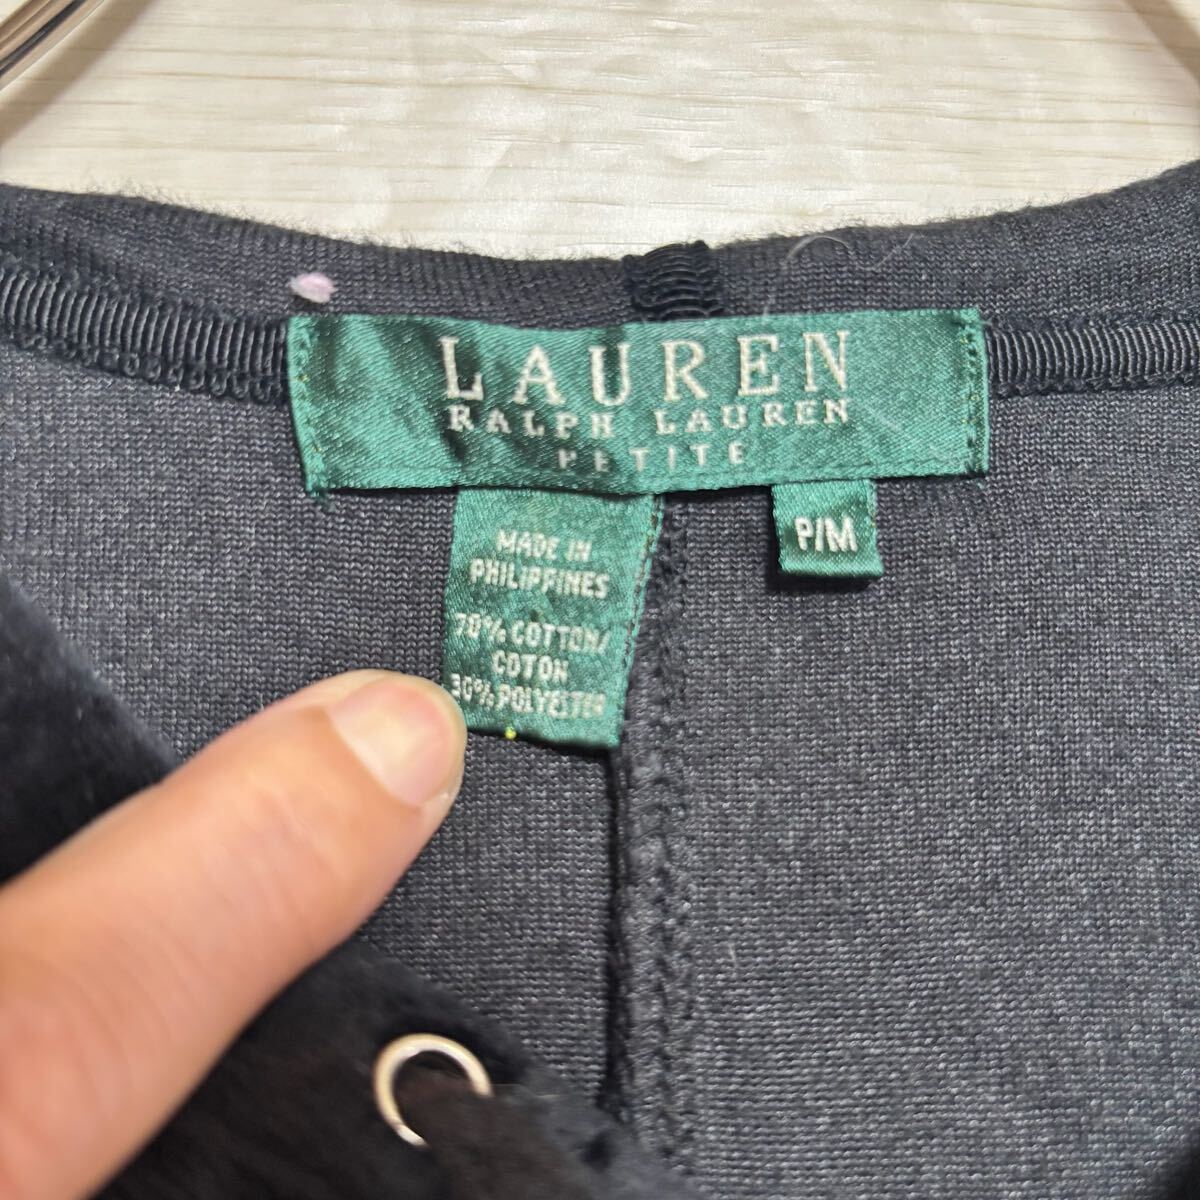 LAUREN
RALPH LAUREN
PETITE
P/M
MADE IN
PHILIPPINES
70% COTTON/
COTON
30% POLYESTER